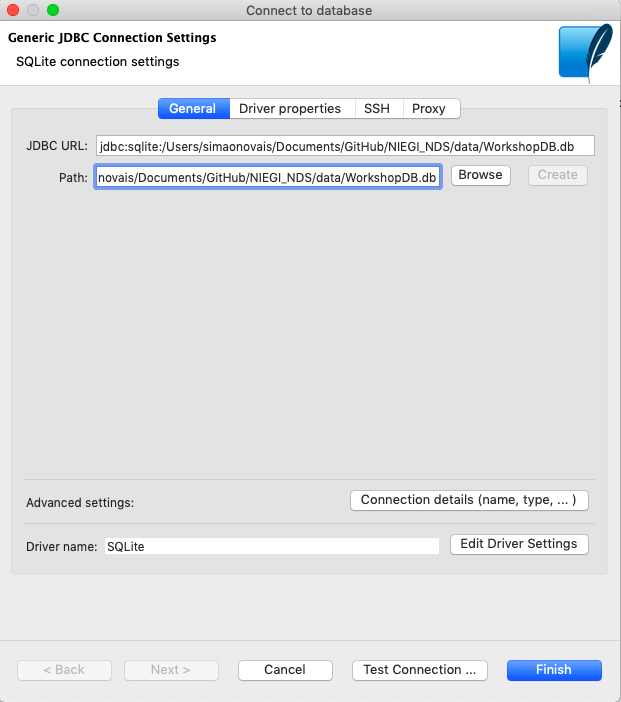 Connect to database
Generic JDBC Connection Settings
SQLite connection settings
General Driver properties SSH Proxy
JDBC URL: jdbc:sqlite:/Users/simaonovais/Documents/GitHub/NIEGI_NDS/data/WorkshopDB.db
Path: novais/Documents/GitHub/NIEGI_NDS/data/WorkshopDB.db Browse Create
Advanced settings: Connection details (name, type, ... )
Driver name: SQLite Edit Driver Settings
< Back Next > Cancel Test Connection ... Finish